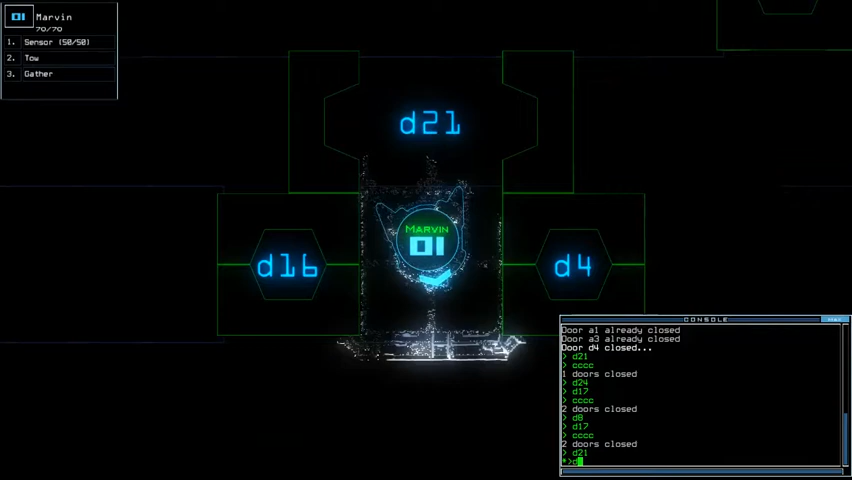 01 Marvin
70/70
1. Sensor (50/50)
2. Tow
3. Gather
d21
MARVIN
01
d16
d4
CONSOLE
MAX
Door a1 already closed
Door a3 already closed
Door d4 closed...
> d21
> cccc
1 doors closed
> d24
> d17
> cccc
2 doors closed
> d8
> d17
> cccc
2 doors closed
> d21
*>d